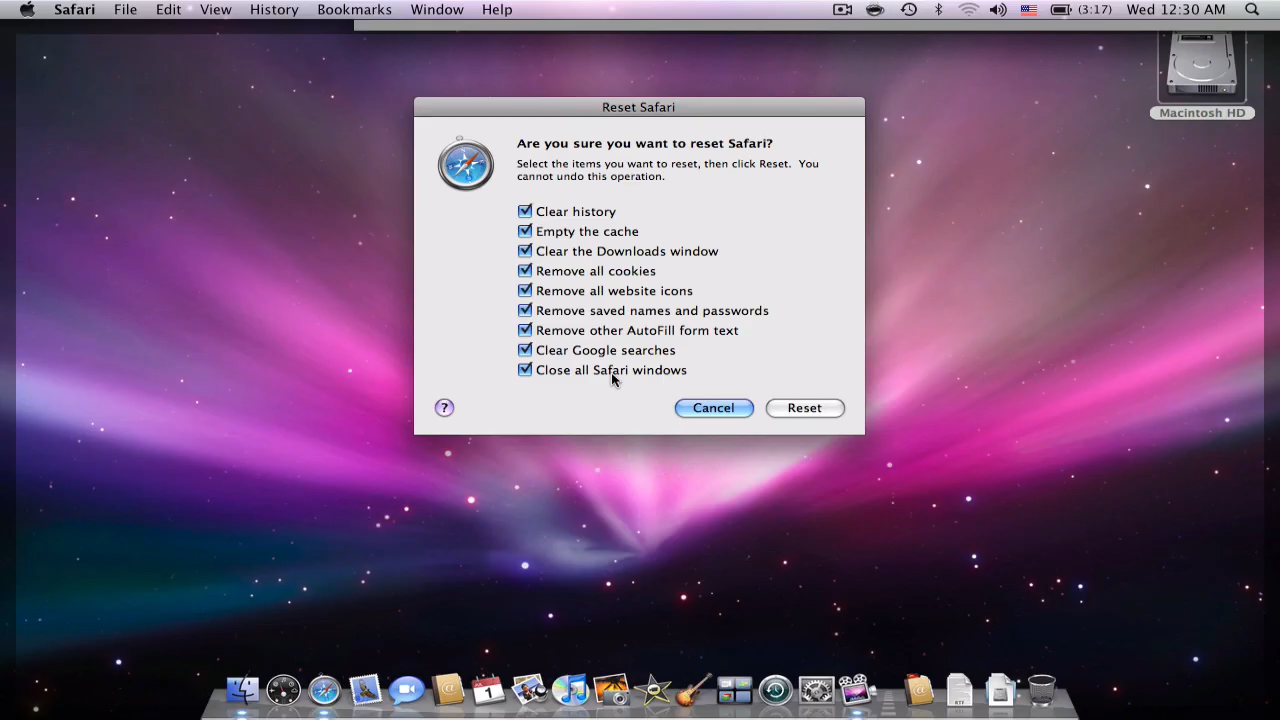 Safari File Edit View History Bookmarks Window Help (3:17) Wed 12:30 AM
Macintosh HD
Reset Safari
Are you sure you want to reset Safari?
Select the items you want to reset, then click Reset. You
cannot undo this operation.
Clear history
Empty the cache
Clear the Downloads window
Remove all cookies
Remove all website icons
Remove saved names and passwords
Remove other AutoFill form text
Clear Google searches
Close all Safari windows
? Cancel Reset
@ 1 @ RTF